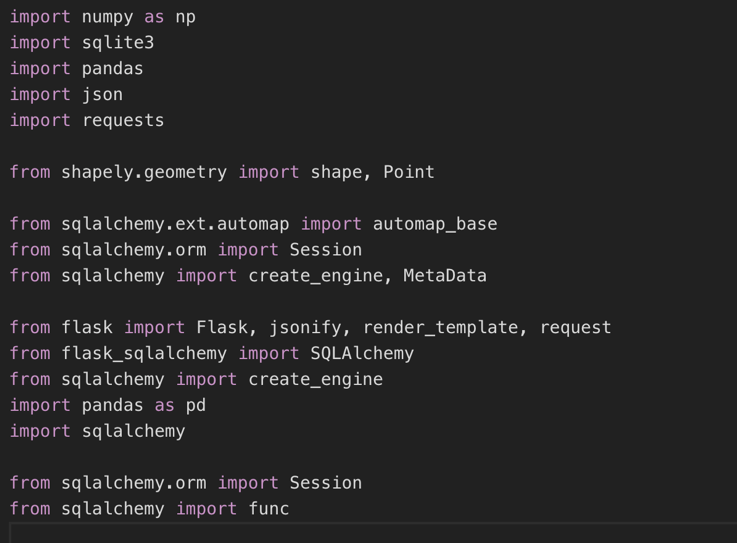 import numpy as np
import sqlite3
import pandas
import json
import requests
from shapely.geometry import shape, Point
from sqlalchemy.ext.automap import automap_base
from sqlalchemy.orm import Session
from sqlalchemy import create_engine, MetaData
from flask import Flask, jsonify, render_template, request
from flask_sqlalchemy import SQLAlchemy
from sqlalchemy import create_engine
import pandas as pd
import sqlalchemy
from sqlalchemy.orm import Session
from sqlalchemy import func